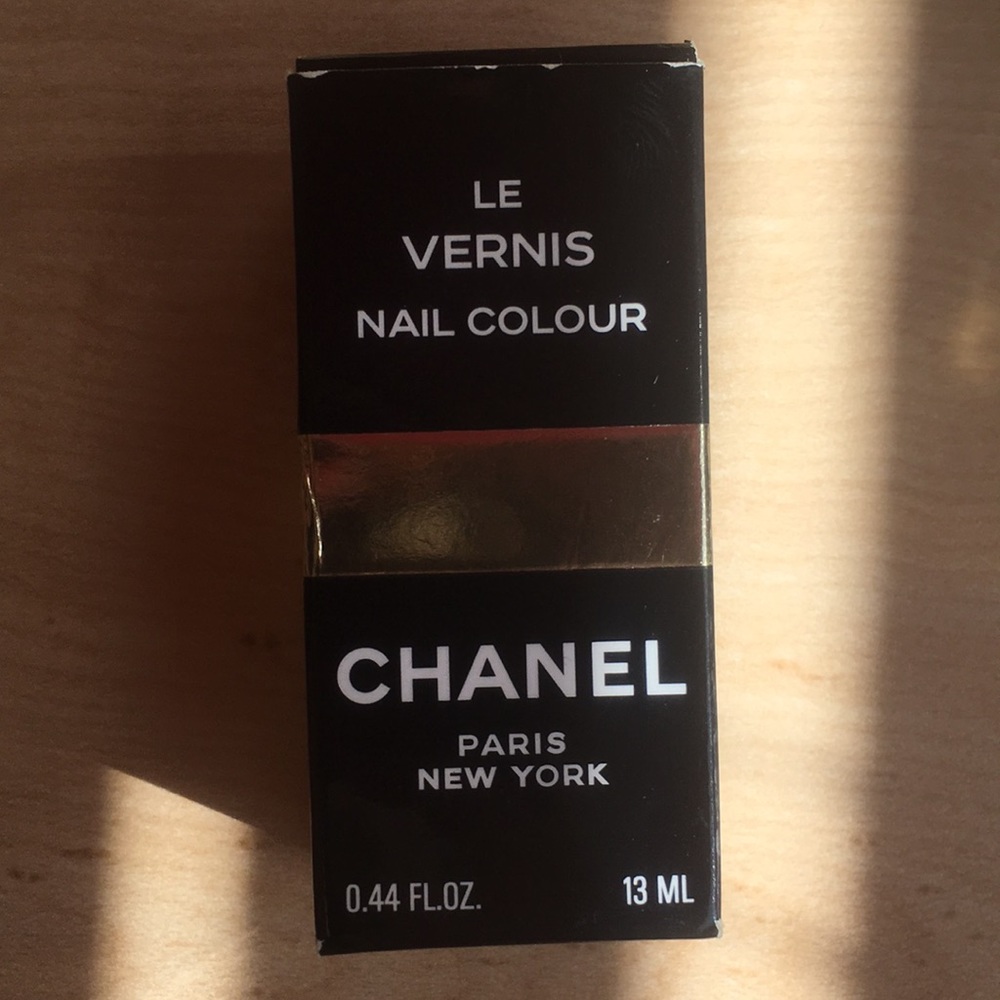 LE
VERNIS
NAIL COLOUR
CHANEL
PARIS
NEW YORK
0.44 FL.OZ. 13 ML